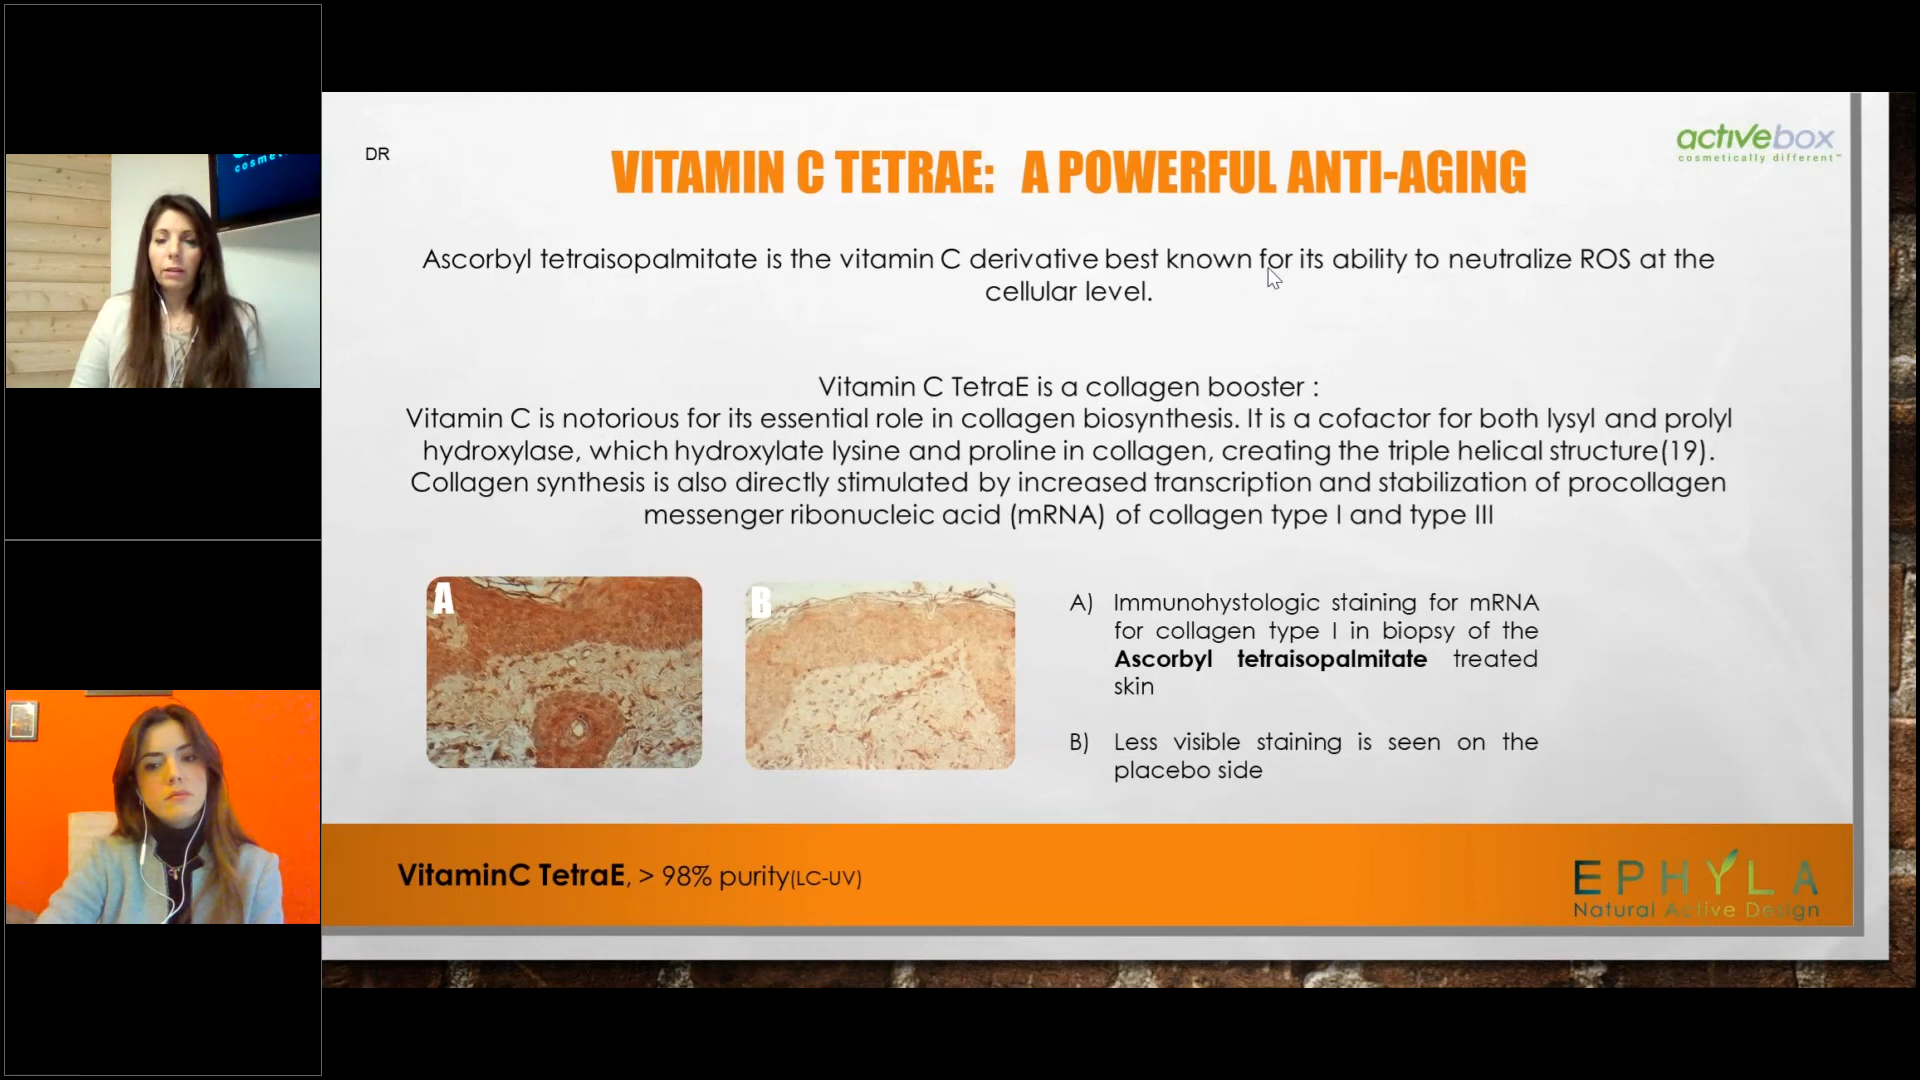 cosme
DR
VITAMIN C TETRAE: A POWERFUL ANTI-AGING
activebox
cosmetically different™
Ascorbyl tetraisopalmitate is the vitamin C derivative best known for its ability to neutralize ROS at the
cellular level.
Vitamin C TetraE is a collagen booster :
Vitamin C is notorious for its essential role in collagen biosynthesis. It is a cofactor for both lysyl and prolyl
hydroxylase, which hydroxylate lysine and proline in collagen, creating the triple helical structure(19).
Collagen synthesis is also directly stimulated by increased transcription and stabilization of procollagen
messenger ribonucleic acid (mRNA) of collagen type I and type III
A
B
A) Immunohystologic staining for mRNA
for collagen type I in biopsy of the
Ascorbyl tetraisopalmitate treated
skin
B) Less visible staining is seen on the
placebo side
VitaminC TetraE, > 98% purity(LC-UV)
EPHYLA
Natural Active Design